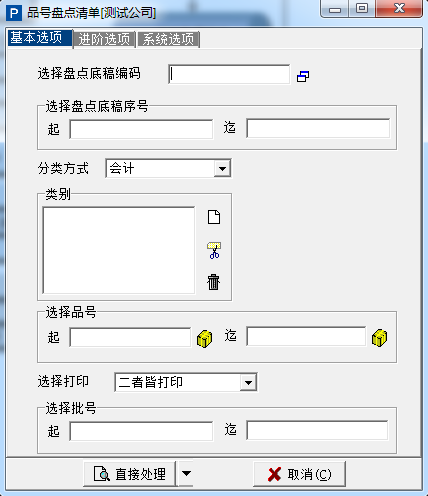 品号盘点清单[测试公司]
基本选项 进阶选项 系统选项
选择盘点底稿编码
选择盘点底稿序号
起 迄
分类方式 会计
类别
选择品号
起 迄
选择打印 二者皆打印
选择批号
起 迄
直接处理 取消(C)